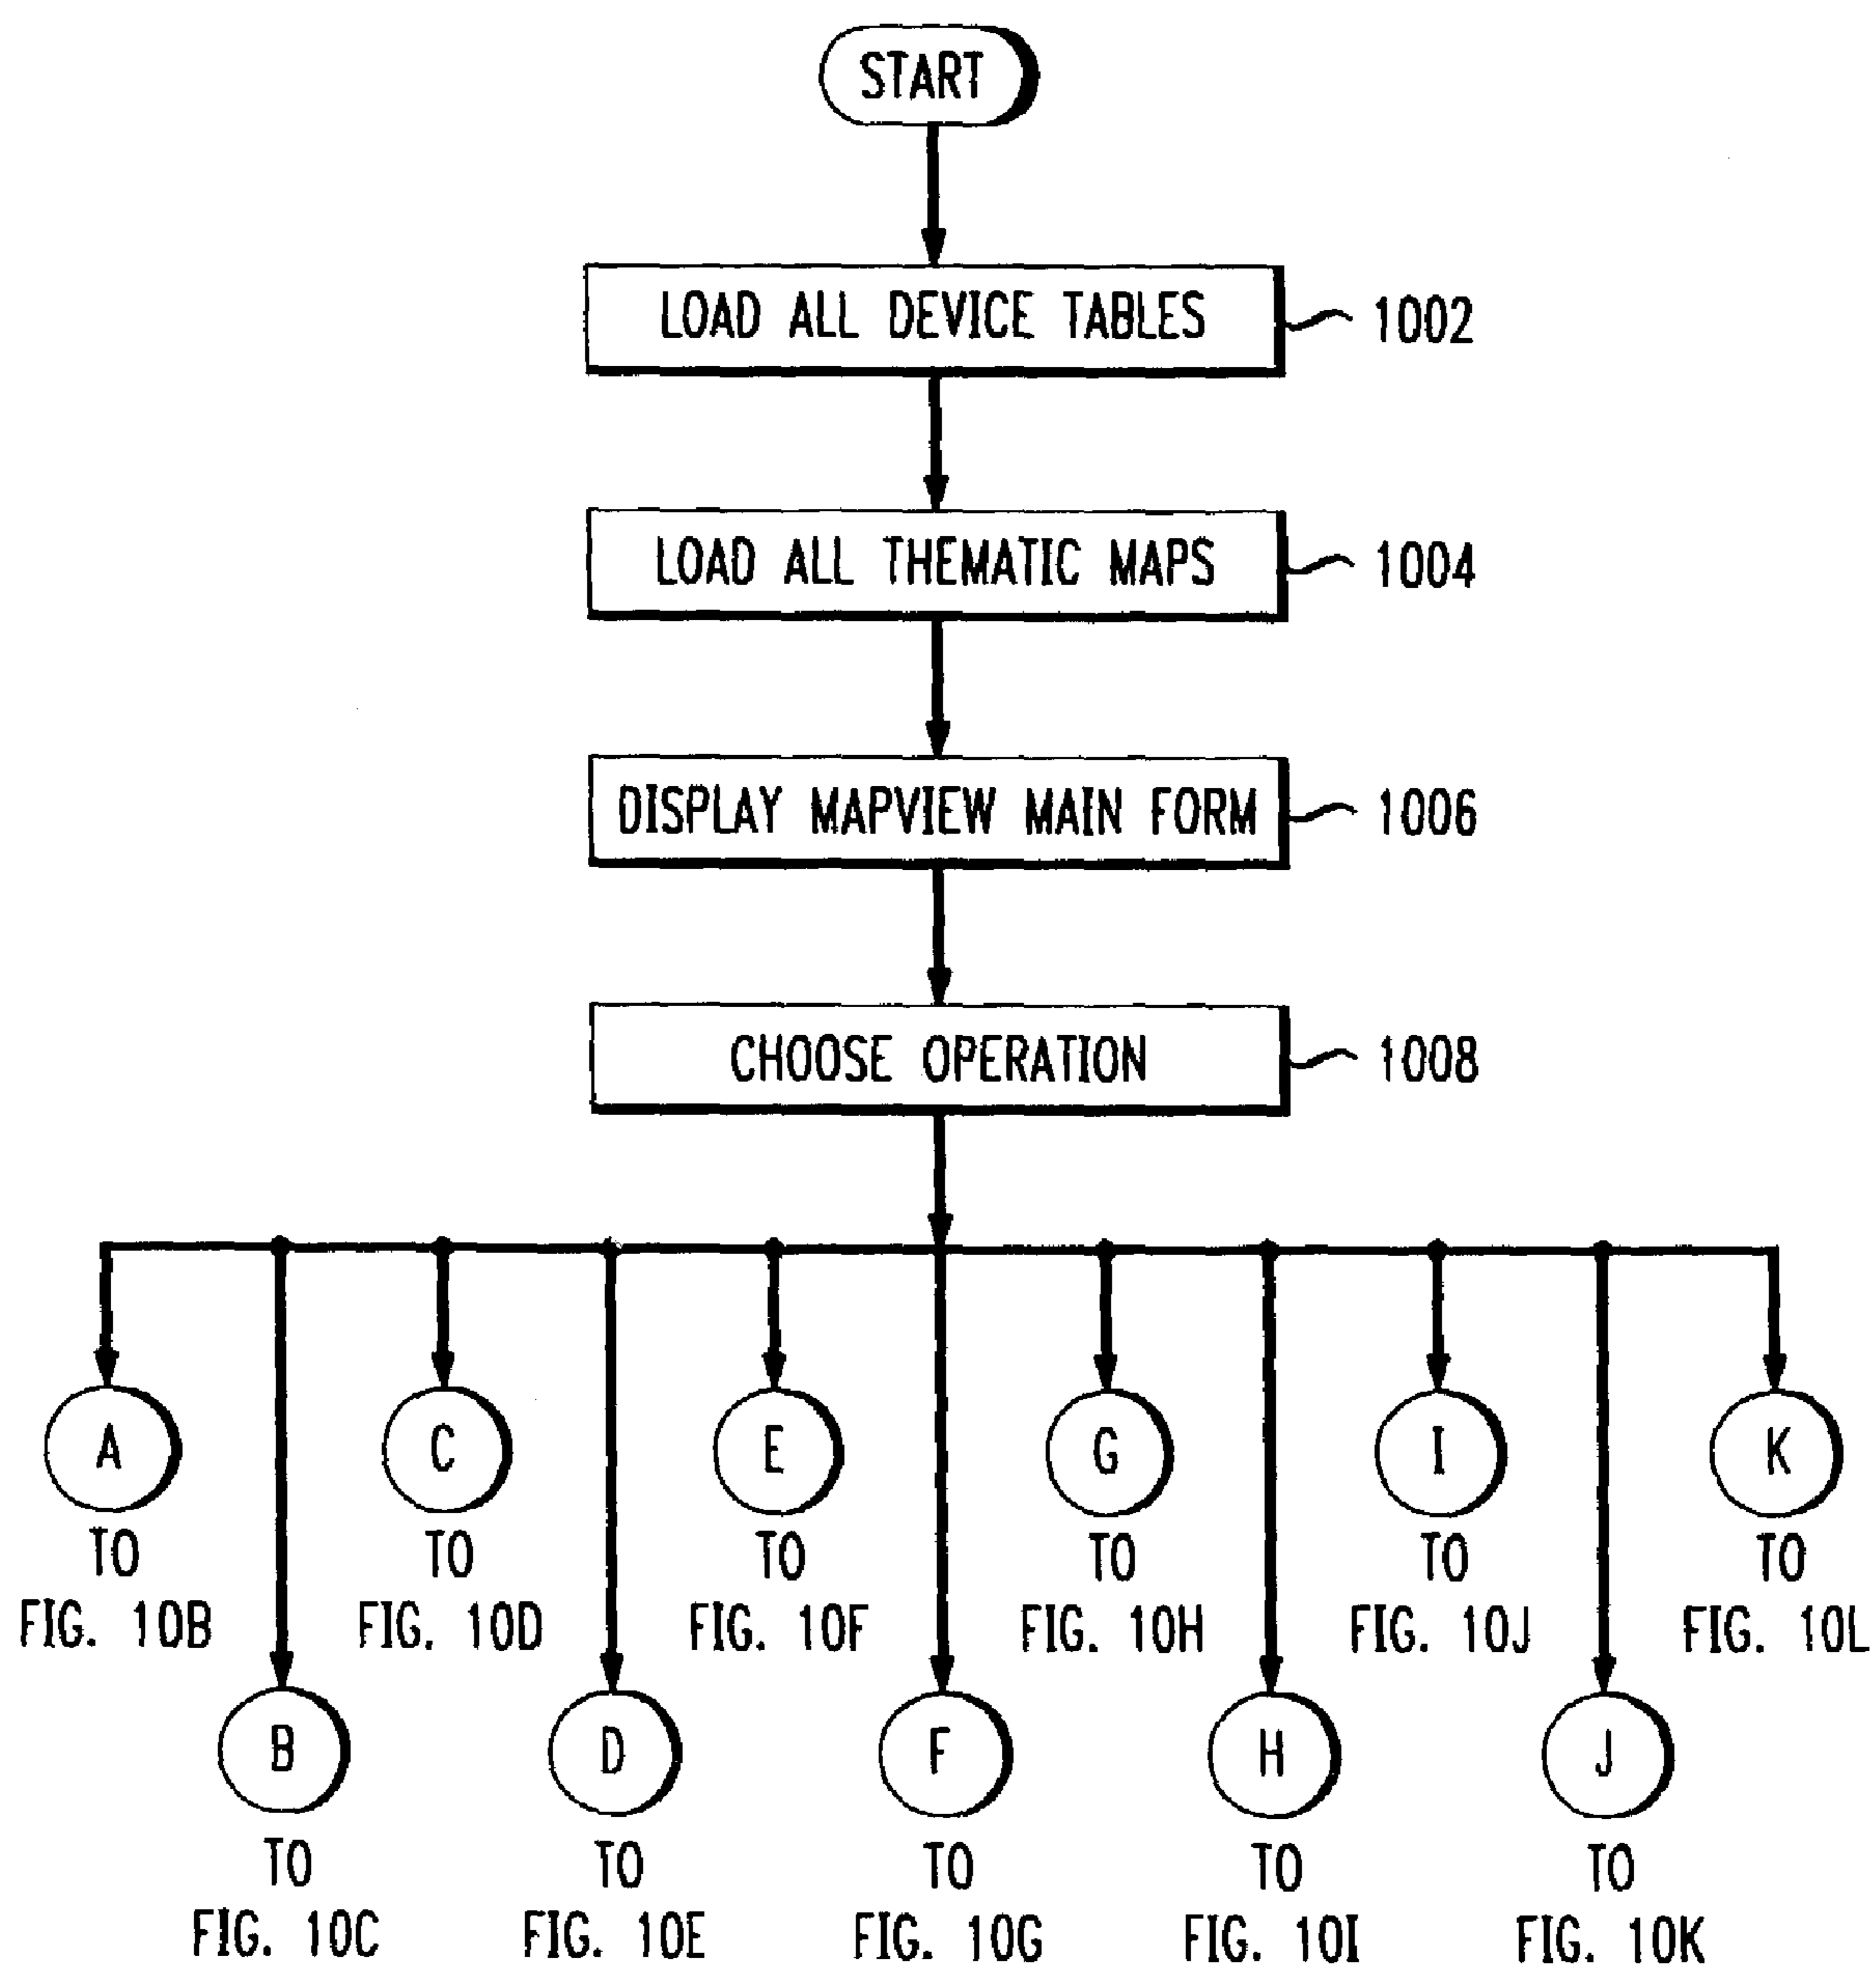 START
LOAD ALL DEVICE TABLES
1002
LOAD ALL THEMATIC MAPS
1004
DISPLAY MAPVIEW MAIN FORM
1006
CHOOSE OPERATION
1008
A
TO
FIG. 10B
C
TO
FIG. 10D
E
TO
FIG. 10F
G
TO
FIG. 10H
I
TO
FIG. 10J
K
TO
FIG. 10L
B
TO
FIG. 10C
D
TO
FIG. 10E
F
TO
FIG. 10G
H
TO
FIG. 10I
J
TO
FIG. 10K